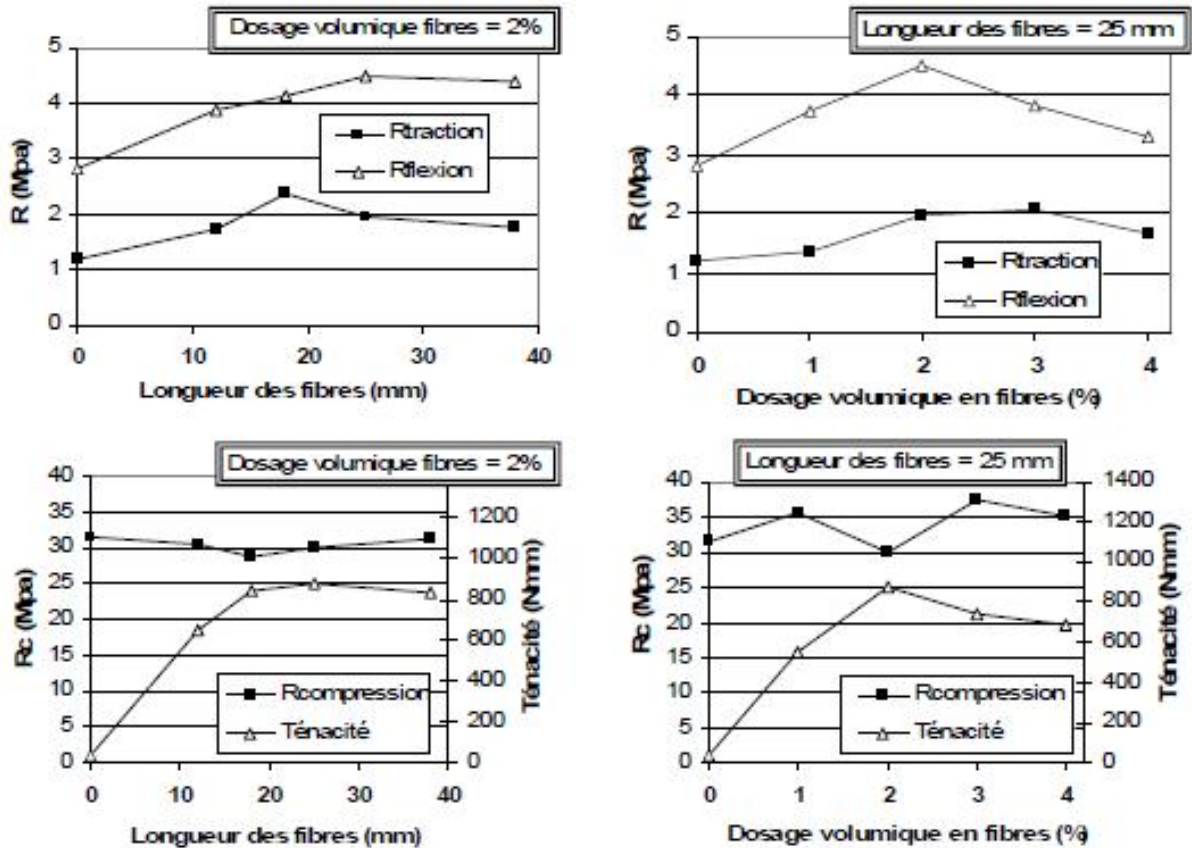 Dosage volumique fibres = 2%
5
4
3
2
1
0
R (Mpa)
Rtraction
Rflexion
0 10 20 30 40
Longueur des fibres (mm)
Longueur des fibres = 25 mm
5
4
3
2
1
0
R (Mpa)
Rtraction
Rflexion
0 1 2 3 4
Dosage volumique en fibres (%)
Dosage volumique fibres = 2%
40
35
30
25
20
15
10
5
0
Rc (Mpa)
1200
1000
800
600
400
200
0
Ténacité (Nmm)
Rcompression
Ténacité
0 10 20 30 40
Longueur des fibres (mm)
Longueur des fibres = 25 mm
40
35
30
25
20
15
10
5
0
Rc (Mpa)
1400
1200
1000
800
600
400
200
0
Ténacité (Nmm)
Rcompression
Ténacité
0 1 2 3 4
Dosage volumique en fibres (%)